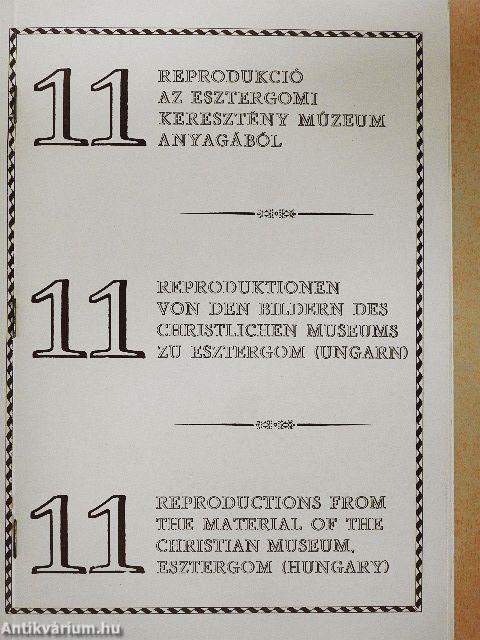 11 REPRODUKCIÓ
AZ ESZTERGOMI
KERESZTÉNY MÚZEUM
ANYAGÁBÓL
11 REPRODUKTIONEN
VON DEN BILDERN DES
CHRISTLICHEN MUSEUMS
ZU ESZTERGOM (UNGARN)
11 REPRODUCTIONS FROM
THE MATERIAL OF THE
CHRISTIAN MUSEUM,
ESZTERGOM (HUNGARY)
Antikvárium.hu